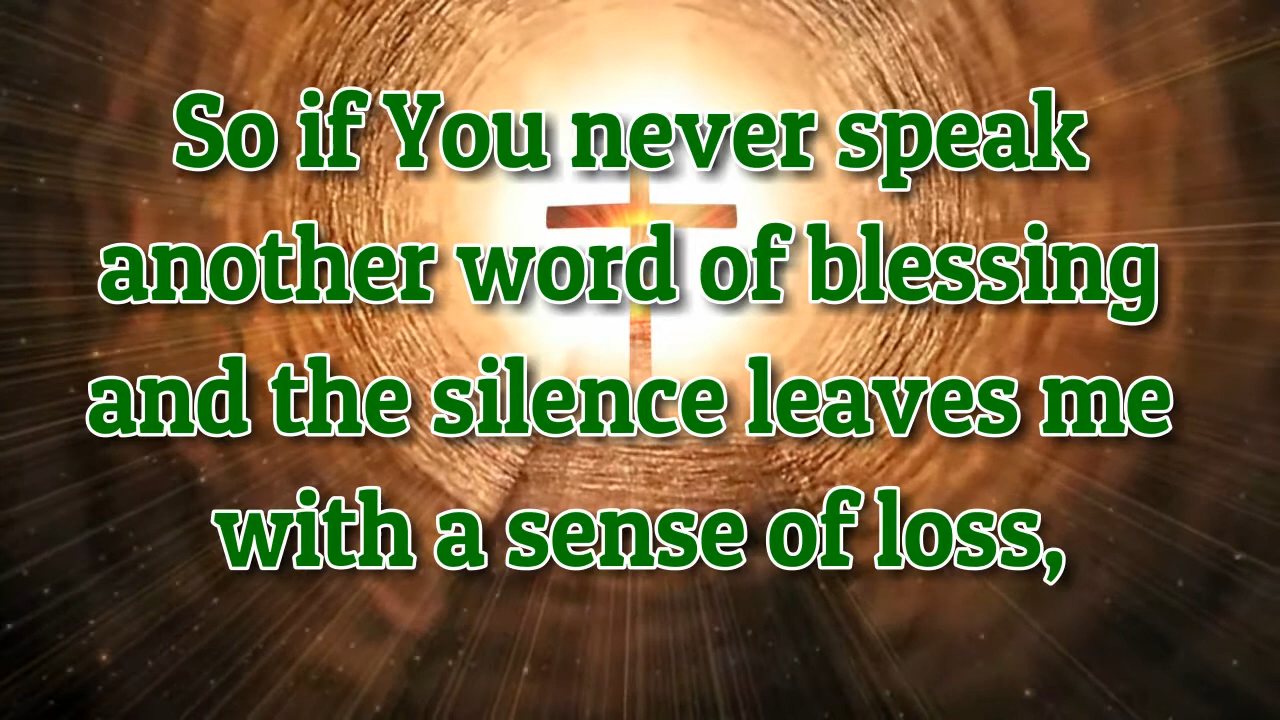 So if You never speak
another word of blessing
and the silence leaves me
with a sense of loss,